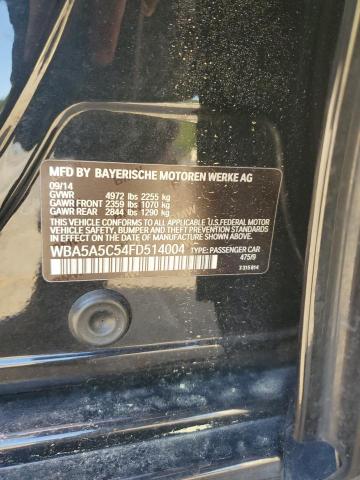 MFD BY BAYERISCHE MOTOREN WERKE AG
09/14
GVWR 4972 lbs 2255 kg
GAWR FRONT 2359 lbs 1070 kg
GAWR REAR 2844 lbs 1290 kg
THIS VEHICLE CONFORMS TO ALL APPLICABLE U.S. FEDERAL
MOTOR VEHICLE SAFETY, BUMPER, AND THEFT PREVENTION
STANDARDS IN EFFECT ON THE DATE OF MANUFACTURE SHOWN ABOVE.
WBA5A5C54FD514004 TYPE: PASSENGER CAR
475/9